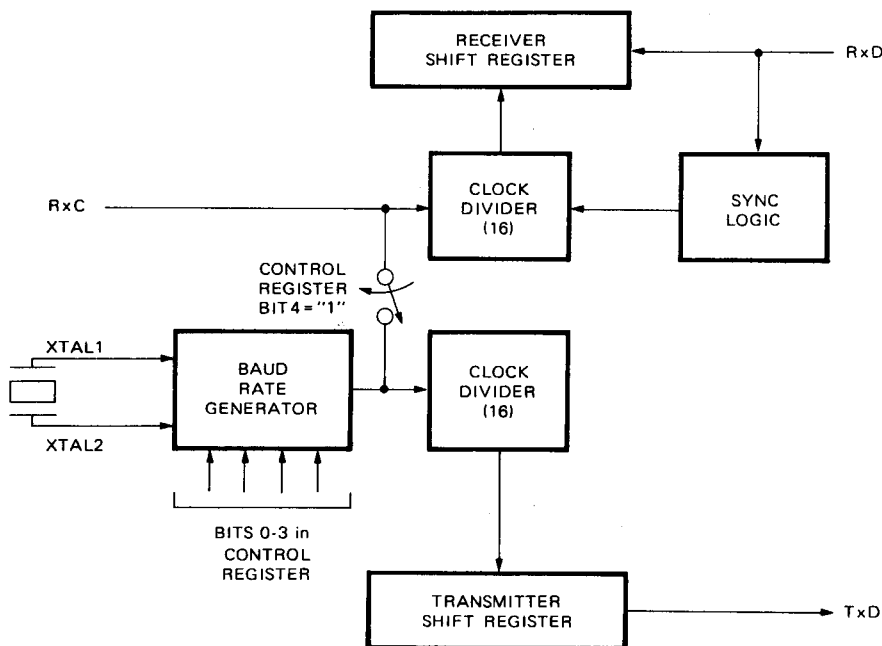 RECEIVER
SHIFT REGISTER
RxD
RxC
CLOCK
DIVIDER
(16)
SYNC
LOGIC
CONTROL
REGISTER
BIT4="1"
XTAL1
BAUD
RATE
GENERATOR
CLOCK
DIVIDER
(16)
XTAL2
BITS 0-3 in
CONTROL
REGISTER
TRANSMITTER
SHIFT REGISTER
TxD